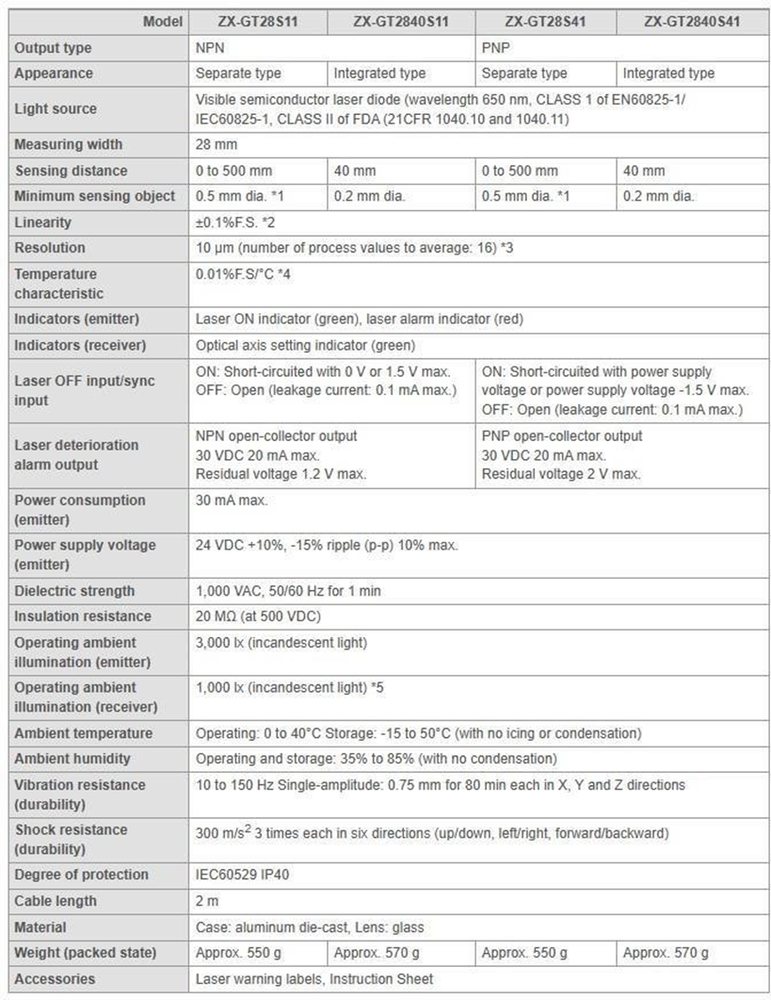 Model ZX-GT28S11 ZX-GT2840S11 ZX-GT28S41 ZX-GT2840S41
Output type NPN PNP
Appearance Separate type Integrated type Separate type Integrated type
Light source Visible semiconductor laser diode (wavelength 650 nm, CLASS 1 of EN60825-1/
IEC60825-1, CLASS II of FDA (21CFR 1040.10 and 1040.11)
Measuring width 28 mm
Sensing distance 0 to 500 mm 40 mm 0 to 500 mm 40 mm
Minimum sensing object 0.5 mm dia. *1 0.2 mm dia. 0.5 mm dia. *1 0.2 mm dia.
Linearity ±0.1%F.S. *2
Resolution 10 μm (number of process values to average: 16) *3
Temperature
characteristic
0.01%F.S/°C *4
Indicators (emitter) Laser ON indicator (green), laser alarm indicator (red)
Indicators (receiver) Optical axis setting indicator (green)
Laser OFF input/sync
input
ON: Short-circuited with 0 V or 1.5 V max.
OFF: Open (leakage current: 0.1 mA max.)
ON: Short-circuited with power supply
voltage or power supply voltage -1.5 V max.
OFF: Open (leakage current: 0.1 mA max.)
Laser deterioration
alarm output
NPN open-collector output
30 VDC 20 mA max.
Residual voltage 1.2 V max.
PNP open-collector output
30 VDC 20 mA max.
Residual voltage 2 V max.
Power consumption
(emitter)
30 mA max.
Power supply voltage
(emitter)
24 VDC +10%, -15% ripple (p-p) 10% max.
Dielectric strength 1,000 VAC, 50/60 Hz for 1 min
Insulation resistance 20 MΩ (at 500 VDC)
Operating ambient
illumination (emitter)
3,000 lx (incandescent light)
Operating ambient
illumination (receiver)
1,000 lx (incandescent light) *5
Ambient temperature Operating: 0 to 40°C Storage: -15 to 50°C (with no icing or condensation)
Ambient humidity Operating and storage: 35% to 85% (with no condensation)
Vibration resistance
(durability)
10 to 150 Hz Single-amplitude: 0.75 mm for 80 min each in X, Y and Z directions
Shock resistance
(durability)
300 m/s² 3 times each in six directions (up/down, left/right, forward/backward)
Degree of protection IEC60529 IP40
Cable length 2 m
Material Case: aluminum die-cast, Lens: glass
Weight (packed state) Approx. 550 g Approx. 570 g Approx. 550 g Approx. 570 g
Accessories Laser warning labels, Instruction Sheet